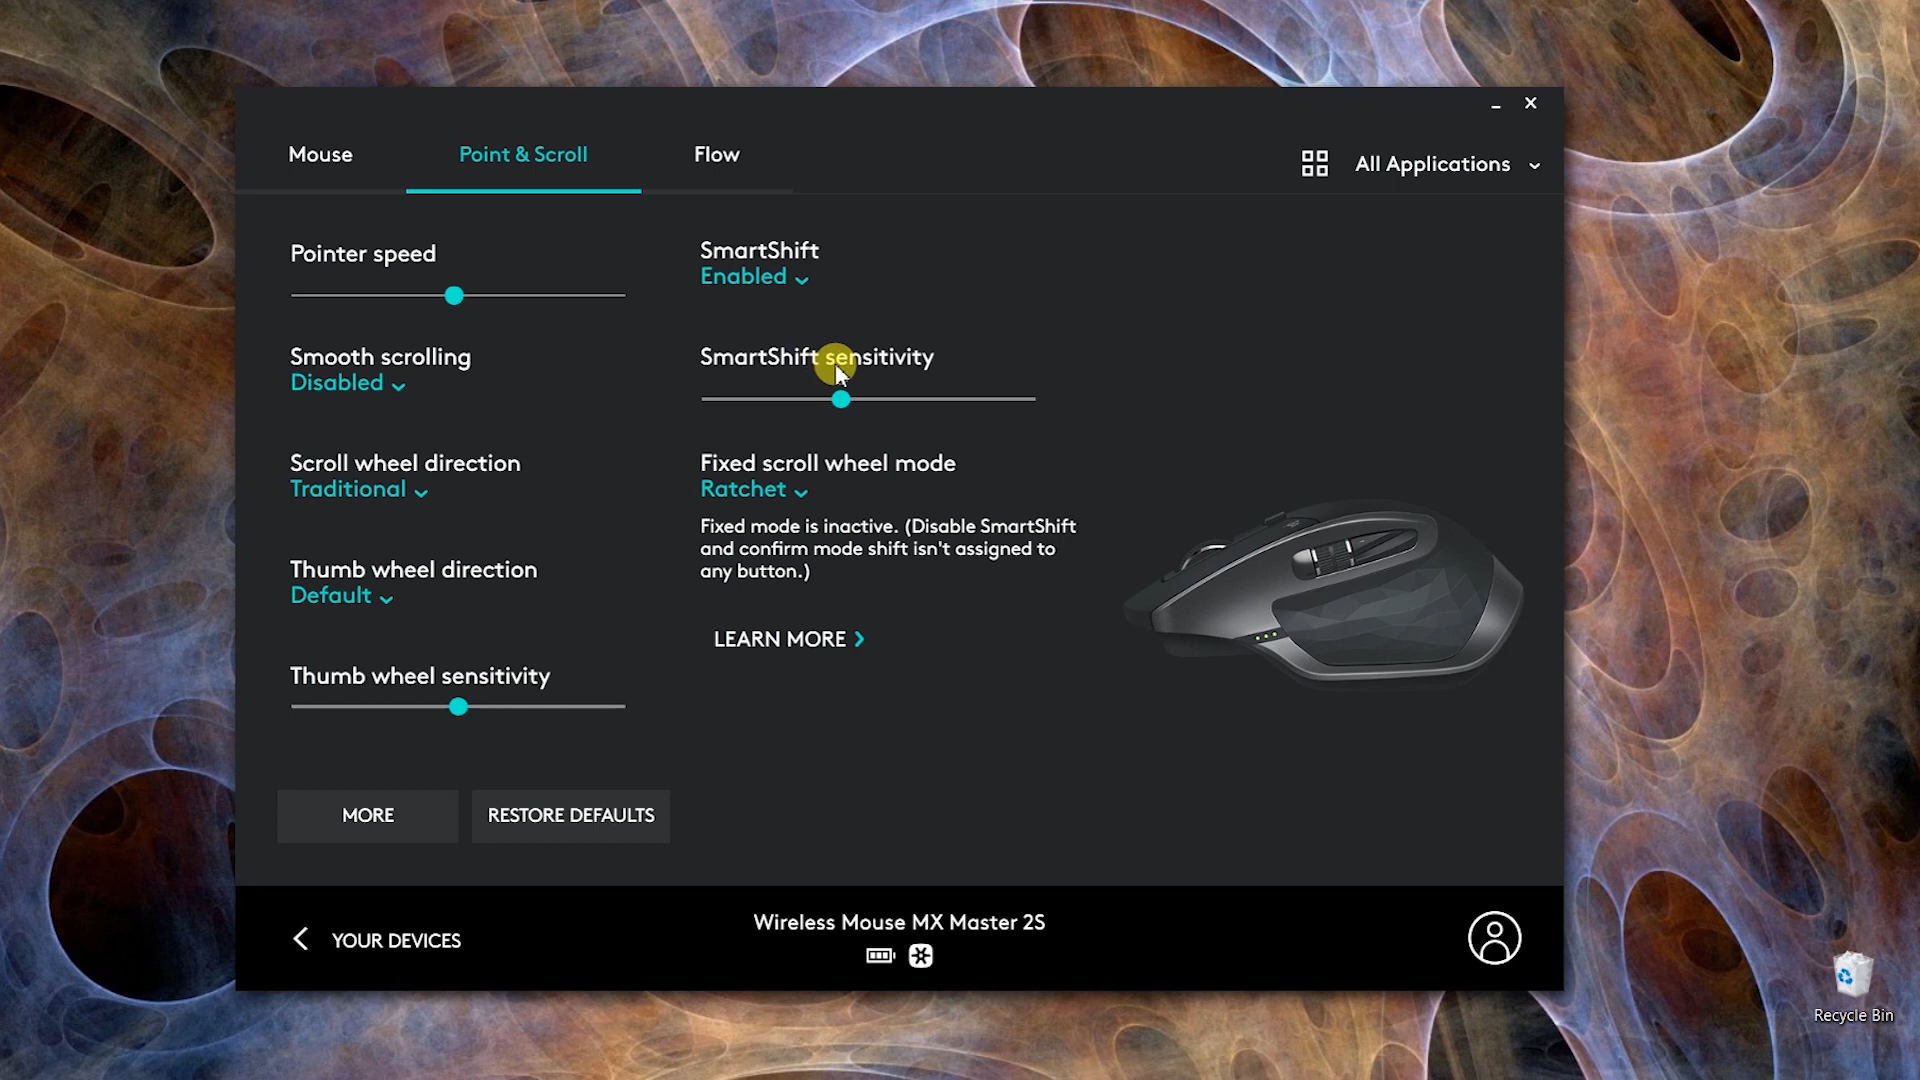 Mouse
Point & Scroll
Flow
All Applications
Pointer speed
SmartShift
Enabled
Smooth scrolling
Disabled
SmartShift sensitivity
Scroll wheel direction
Traditional
Fixed scroll wheel mode
Ratchet
Fixed mode is inactive. (Disable SmartShift
and confirm mode shift isn't assigned to
any button.)
Thumb wheel direction
Default
LEARN MORE
Thumb wheel sensitivity
MORE
RESTORE DEFAULTS
YOUR DEVICES
Wireless Mouse MX Master 2S
Recycle Bin